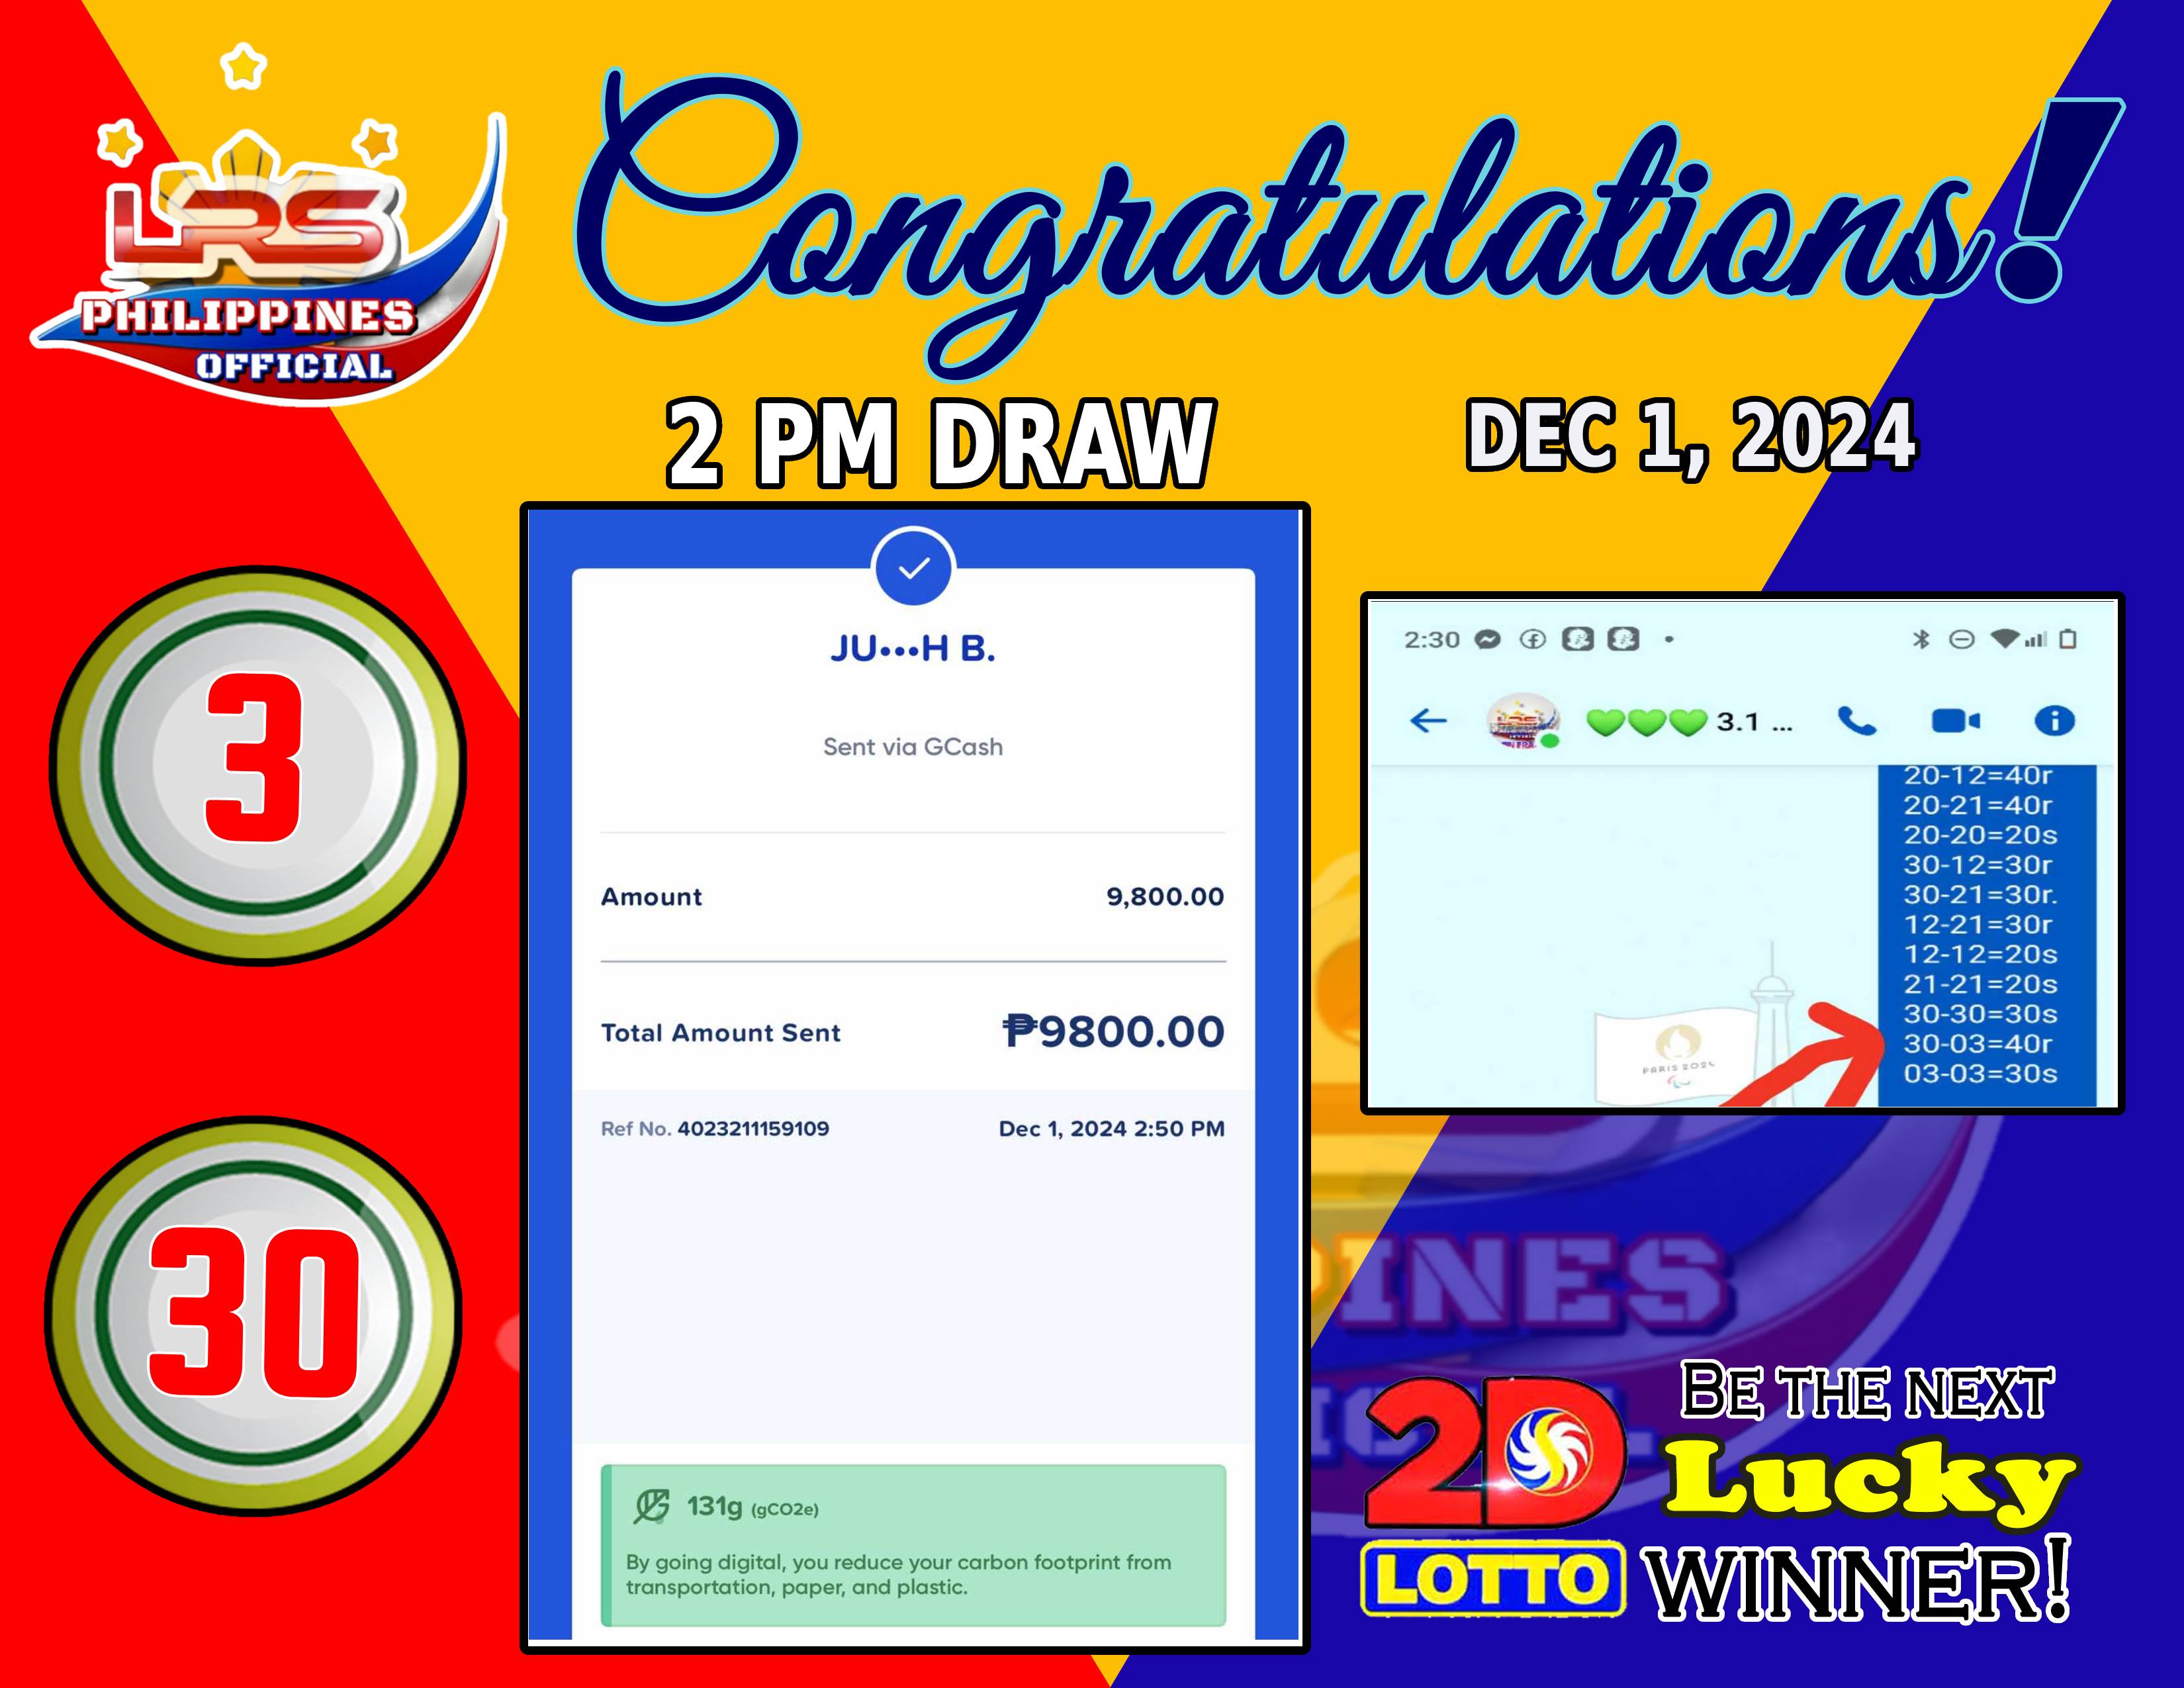 LRS
PHILIPPINES
OFFICIAL
Congratulations!
2 PM DRAW
DEC 1, 2024
3
30
JU•••H B.
Sent via GCash
Amount 9,800.00
Total Amount Sent ₱9800.00
Ref No. 4023211159109 Dec 1, 2024 2:50 PM
131g (gCO2e)
By going digital, you reduce your carbon footprint from
transportation, paper, and plastic.
2:30
💚💚💚 3.1 ...
20-12=40r
20-21=40r
20-20=20s
30-12=30r
30-21=30r.
12-21=30r
12-12=20s
21-21=20s
30-30=30s
30-03=40r
03-03=30s
PARIS 2024
PINES
2D
LOTTO
BE THE NEXT
Lucky
WINNER!